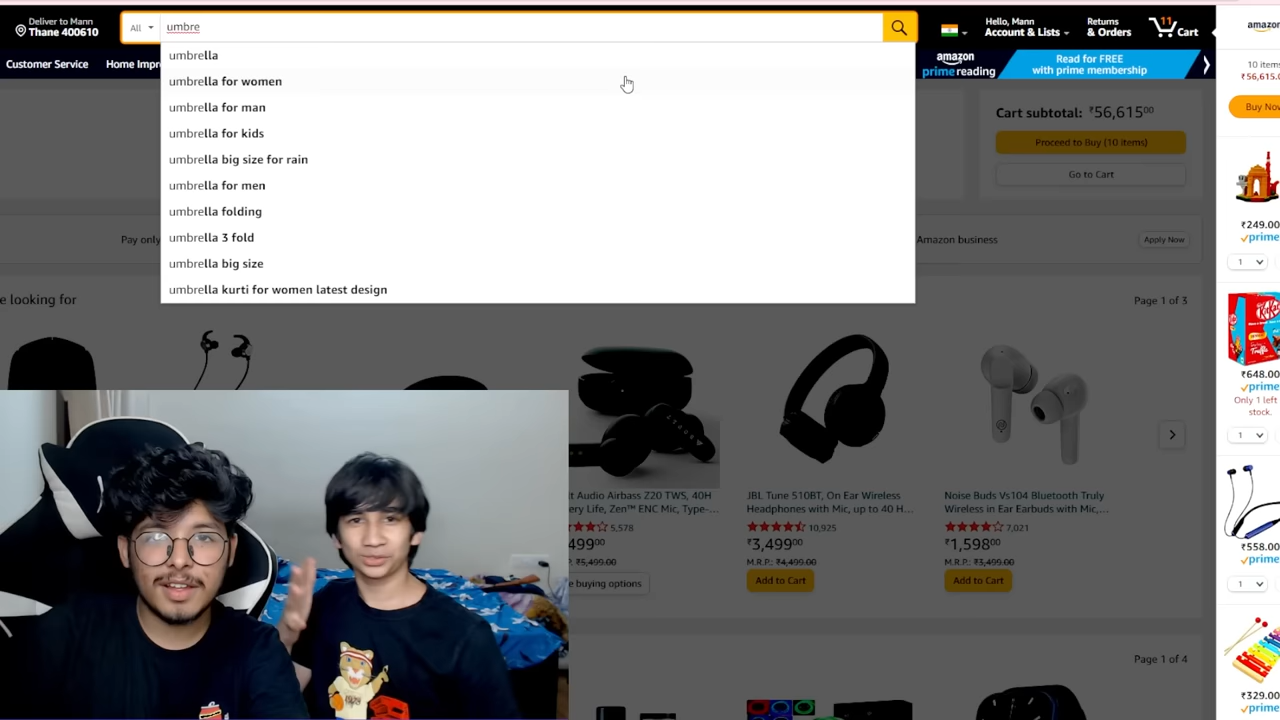 Deliver to Mann
Thane 400610
All
umbre
Hello, Mann
Account & Lists
Returns
& Orders
11
Cart
amazon
Customer Service
Home Impr
amazon
prime reading
Read for FREE
with prime membership
umbrella
umbrella for women
umbrella for man
umbrella for kids
umbrella big size for rain
umbrella for men
umbrella folding
umbrella 3 fold
umbrella big size
umbrella kurti for women latest design
10 items
₹56,615.0
Buy Now
Cart subtotal: ₹56,615.00
Proceed to Buy (10 items)
Go to Cart
Pay only
Amazon business
Apply Now
₹249.00
prime
1
e looking for
Page 1 of 3
KitKat
₹648.00
prime
Only 1 left
stock.
1
t Audio Airbass Z20 TWS, 40H
ery Life, Zen™ ENC Mic, Type-...
5,578
499.00
₹5,499.00
e buying options
JBL Tune 510BT, On Ear Wireless
Headphones with Mic, up to 40 H...
10,925
₹3,499.00
M.R.P.: ₹4,499.00
Add to Cart
Noise Buds Vs104 Bluetooth Truly
Wireless in Ear Earbuds with Mic,...
7,021
₹1,598.00
M.R.P.: ₹3,499.00
Add to Cart
₹558.00
prime
1
Page 1 of 4
₹329.00
prime